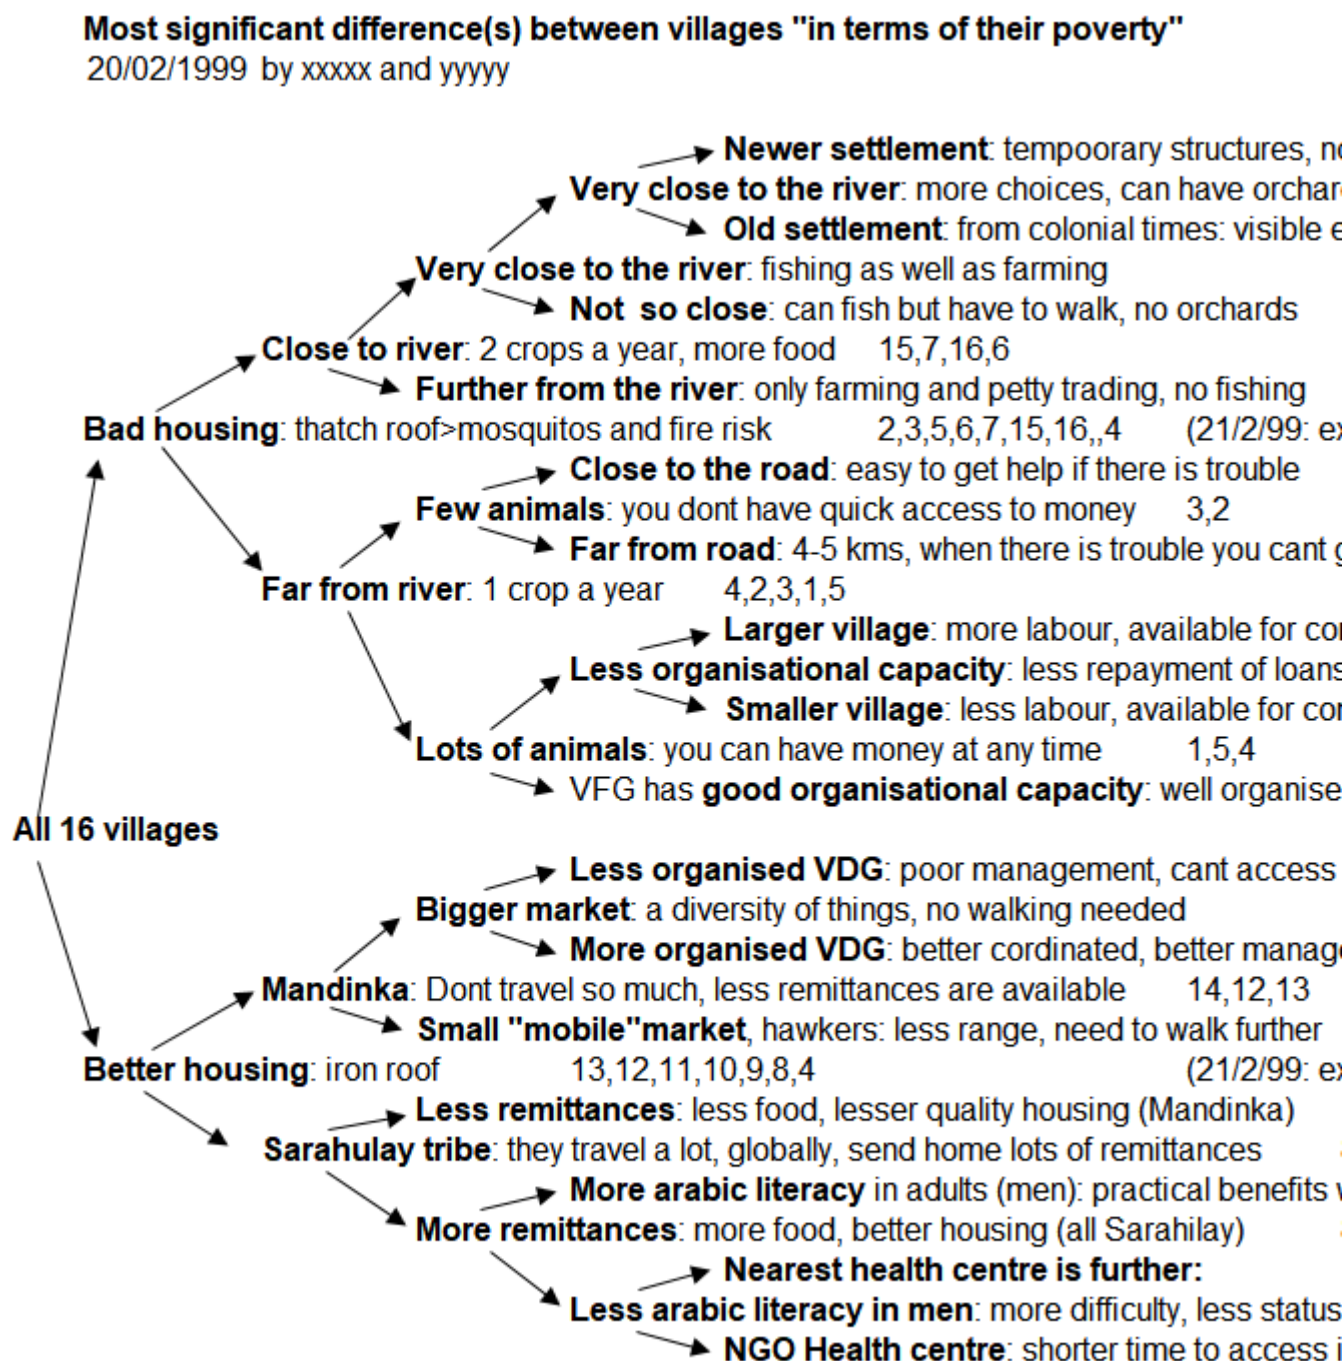 Most significant difference(s) between villages "in terms of their poverty"
20/02/1999 by xxxxx and yyyyy
Newer settlement: tempoorary structures,
Very close to the river: more choices, can have
Old settlement: from colonial times: visible
Very close to the river: fishing as well as farming
Not so close: can fish but have to walk, no orchards
Close to river: 2 crops a year, more food 15,7,16,6
Further from the river: only farming and petty trading, no fishing
Bad housing: thatch roof>mosquitos and fire risk 2,3,5,6,7,15,16,,4 (21/2/99:
Close to the road: easy to get help if there is trouble
Few animals: you dont have quick access to money 3,2
Far from road: 4-5 kms, when there is trouble you cant
Far from river: 1 crop a year 4,2,3,1,5
Larger village: more labour, available for
Less organisational capacity: less repayment of loans
Smaller village: less labour, available for
Lots of animals: you can have money at any time 1,5,4
VFG has good organisational capacity: well
All 16 villages
Less organised VDG: poor management, cant access
Bigger market: a diversity of things, no walking needed
More organised VDG: better cordinated, better
Mandinka: Dont travel so much, less remittances are available 14,12,13
Small "mobile"market, hawkers: less range, need to walk further
Better housing: iron roof 13,12,11,10,9,8,4 (21/2/99:
Less remittances: less food, lesser quality housing (Mandinka)
Sarahulay tribe: they travel a lot, globally, send home lots of remittances
More arabic literacy in adults (men): practical benefits
More remittances: more food, better housing (all Sarahilay)
Nearest health centre is further:
Less arabic literacy in men: more difficulty, less status
NGO Health centre: shorter time to access